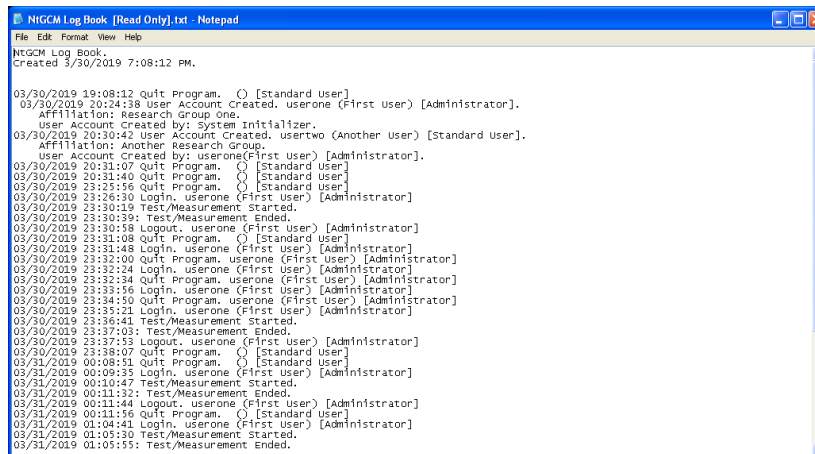 NtGCM Log Book [Read Only].txt - Notepad
File Edit Format View Help
NtGCM Log Book.
Created 3/30/2019 7:08:12 PM.
03/30/2019 19:08:12 Quit Program. () [Standard User]
03/30/2019 20:24:38 User Account Created. userone (First User) [Administrator].
Affiliation: Research Group One.
User Account Created by: System Initializer.
03/30/2019 20:30:42 User Account Created. usertwo (Another User) [Standard User].
Affiliation: Another Research Group.
User Account Created by: userone(First User) [Administrator].
03/30/2019 20:31:07 Quit Program. () [Standard User]
03/30/2019 20:31:40 Quit Program. () [Standard User]
03/30/2019 23:25:56 Quit Program. () [Standard User]
03/30/2019 23:26:30 Login. userone (First User) [Administrator]
03/30/2019 23:30:19 Test/Measurement Started.
03/30/2019 23:30:39: Test/Measurement Ended.
03/30/2019 23:30:58 Logout. userone (First User) [Administrator]
03/30/2019 23:31:08 Quit Program. () [Standard User]
03/30/2019 23:31:48 Login. userone (First User) [Administrator]
03/30/2019 23:32:00 Quit Program. userone (First User) [Administrator]
03/30/2019 23:32:24 Login. userone (First User) [Administrator]
03/30/2019 23:32:34 Quit Program. userone (First User) [Administrator]
03/30/2019 23:33:56 Login. userone (First User) [Administrator]
03/30/2019 23:34:50 Quit Program. userone (First User) [Administrator]
03/30/2019 23:35:21 Login. userone (First User) [Administrator]
03/30/2019 23:36:41 Test/Measurement Started.
03/30/2019 23:37:03: Test/Measurement Ended.
03/30/2019 23:37:53 Logout. userone (First User) [Administrator]
03/30/2019 23:38:07 Quit Program. () [Standard User]
03/31/2019 00:08:51 Quit Program. () [Standard User]
03/31/2019 00:09:35 Login. userone (First User) [Administrator]
03/31/2019 00:10:47 Test/Measurement Started.
03/31/2019 00:11:32: Test/Measurement Ended.
03/31/2019 00:11:44 Logout. userone (First User) [Administrator]
03/31/2019 00:11:56 Quit Program. () [Standard User]
03/31/2019 01:04:41 Login. userone (First User) [Administrator]
03/31/2019 01:05:30 Test/Measurement Started.
03/31/2019 01:05:55: Test/Measurement Ended.